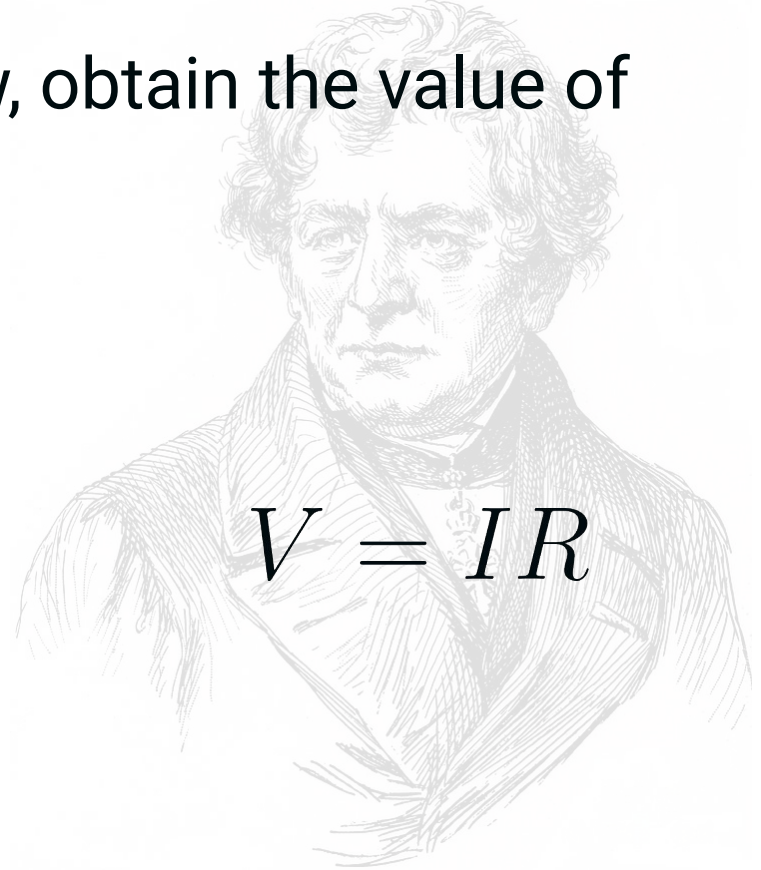 , obtain the value of
V = IR